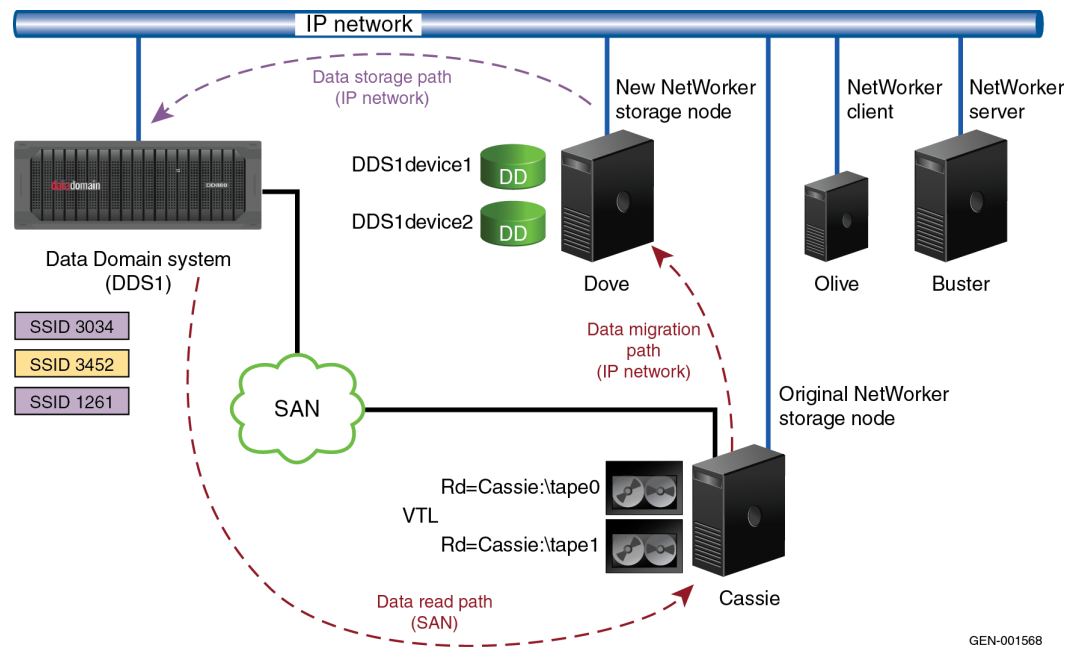 IP network
Data storage path
(IP network)
New NetWorker
storage node
NetWorker
client
NetWorker
server
DDS1device1
DD
DDS1device2
DD
datadomain
Data Domain system
(DDS1)
Dove
Olive
Buster
SSID 3034
SSID 3452
SSID 1261
Data migration
path
(IP network)
SAN
Original NetWorker
storage node
Rd=Cassie:\tape0
VTL
Rd=Cassie:\tape1
Data read path
(SAN)
Cassie
GEN-001568